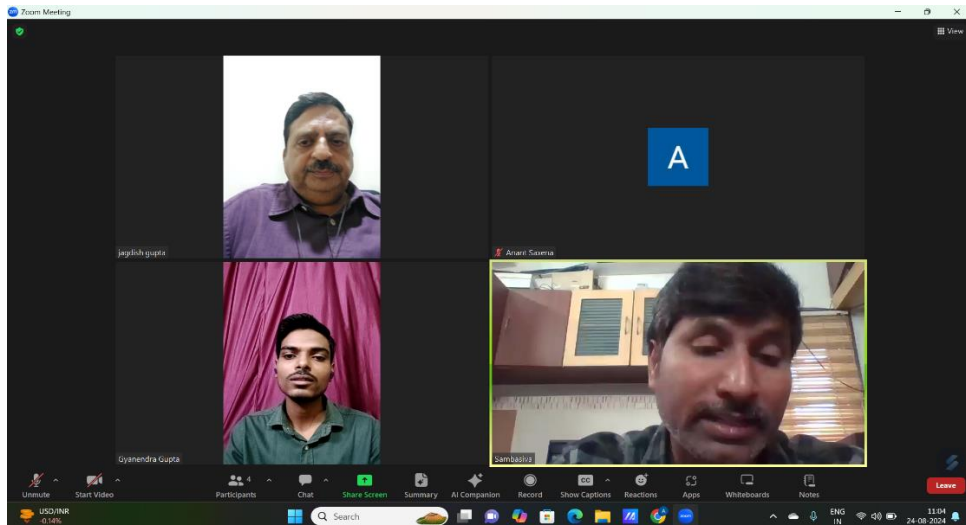 Zoom Meeting
View
jagdish gupta
A
Anant Saxena
Gyanendra Gupta
Sambasiva
4
Unmute
Start Video
Participants
Chat
Share Screen
Summary
AI Companion
Record
CC
Show Captions
Reactions
Apps
Whiteboards
Notes
Leave
USD/INR
-0.14%
Search
ENG
IN
11:04
24-08-2024